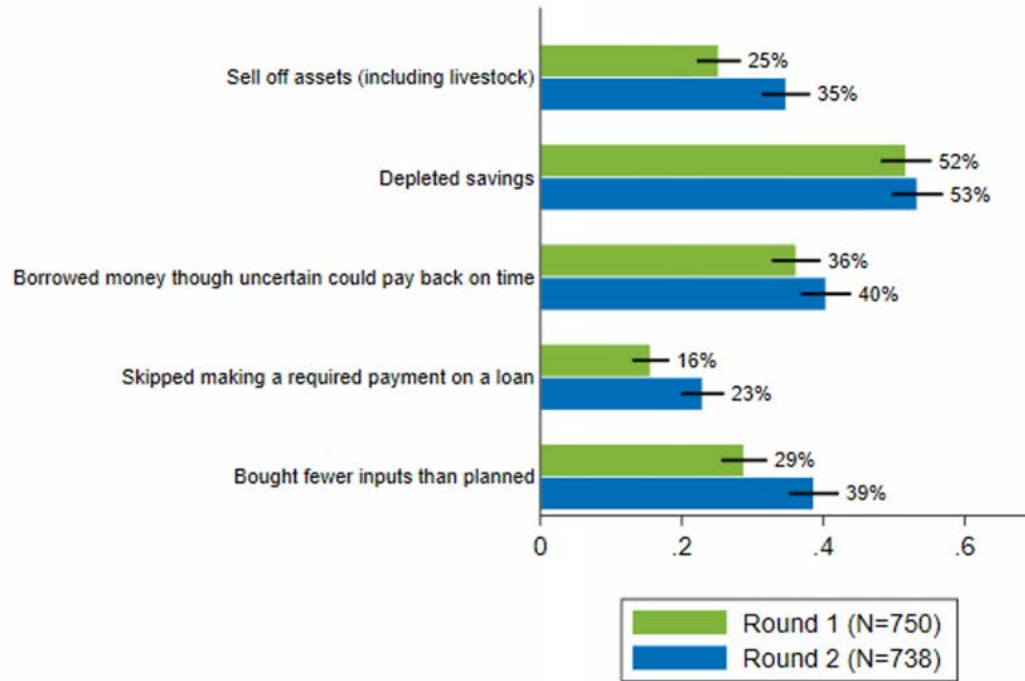 Sell off assets (including livestock)
25%
35%
Depleted savings
52%
53%
Borrowed money though uncertain could pay back on time
36%
40%
Skipped making a required payment on a loan
16%
23%
Bought fewer inputs than planned
29%
39%
0 .2 .4 .6
Round 1 (N=750)
Round 2 (N=738)